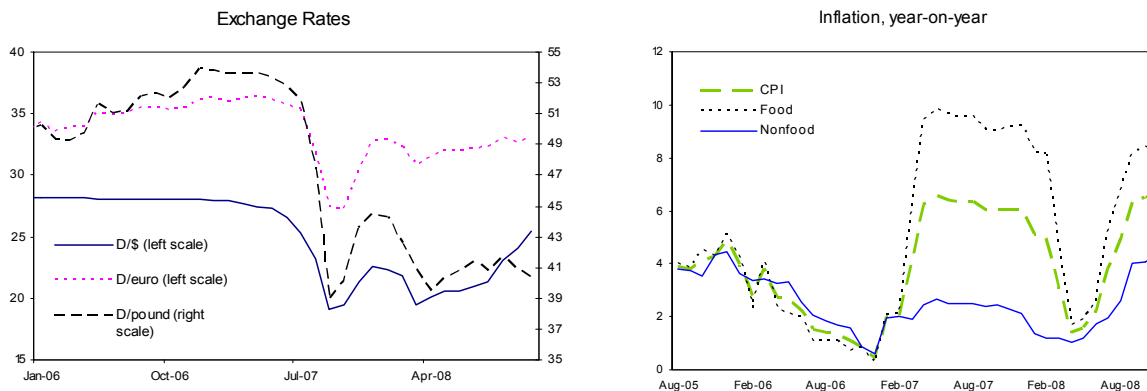 Exchange Rates
40
35
30
25
20
15
55
53
51
49
47
45
43
41
39
37
35
D/$ (left scale)
D/euro (left scale)
D/pound (right
scale)
Jan-06 Oct-06 Jul-07 Apr-08
Inflation, year-on-year
12
10
8
6
4
2
0
CPI
Food
Nonfood
Aug-05 Feb-06 Aug-06 Feb-07 Aug-07 Feb-08 Aug-08